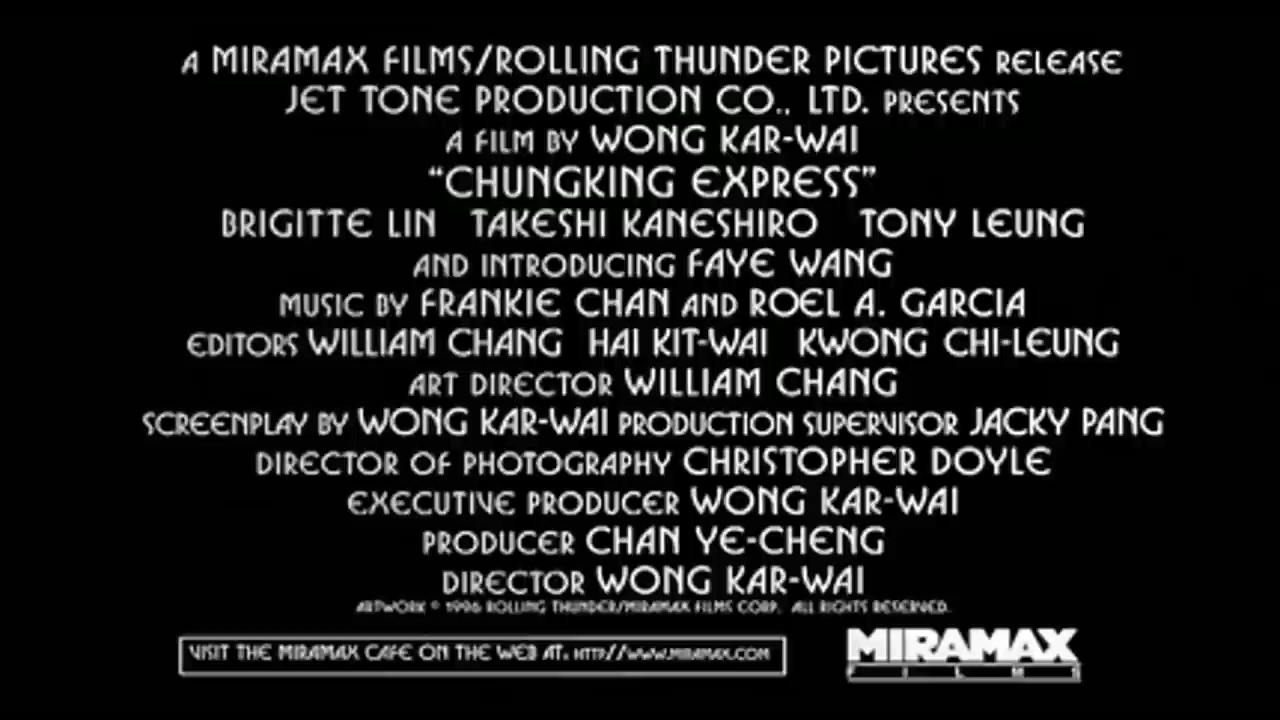 A MIRAMAX FILMS/ROLLING THUNDER PICTURES RELEASE
JET TONE PRODUCTION CO., LTD. PRESENTS
A FILM BY WONG KAR-WAI
“CHUNGKING EXPRESS”
BRIGITTE LIN TAKESHI KANESHIRO TONY LEUNG
AND INTRODUCING FAYE WANG
MUSIC BY FRANKIE CHAN AND ROEL A. GARCIA
EDITORS WILLIAM CHANG HAI KIT-WAI KWONG CHI-LEUNG
ART DIRECTOR WILLIAM CHANG
SCREENPLAY BY WONG KAR-WAI PRODUCTION SUPERVISOR JACKY PANG
DIRECTOR OF PHOTOGRAPHY CHRISTOPHER DOYLE
EXECUTIVE PRODUCER WONG KAR-WAI
PRODUCER CHAN YE-CHENG
DIRECTOR WONG KAR-WAI
ARTWORK © 1996 ROLLING THUNDER/MIRAMAX FILMS CORP. ALL RIGHTS RESERVED.
VISIT THE MIRAMAX CAFE ON THE WEB AT. HTTP//WWW.MIRAMAX.COM
MIRAMAX
FILMS